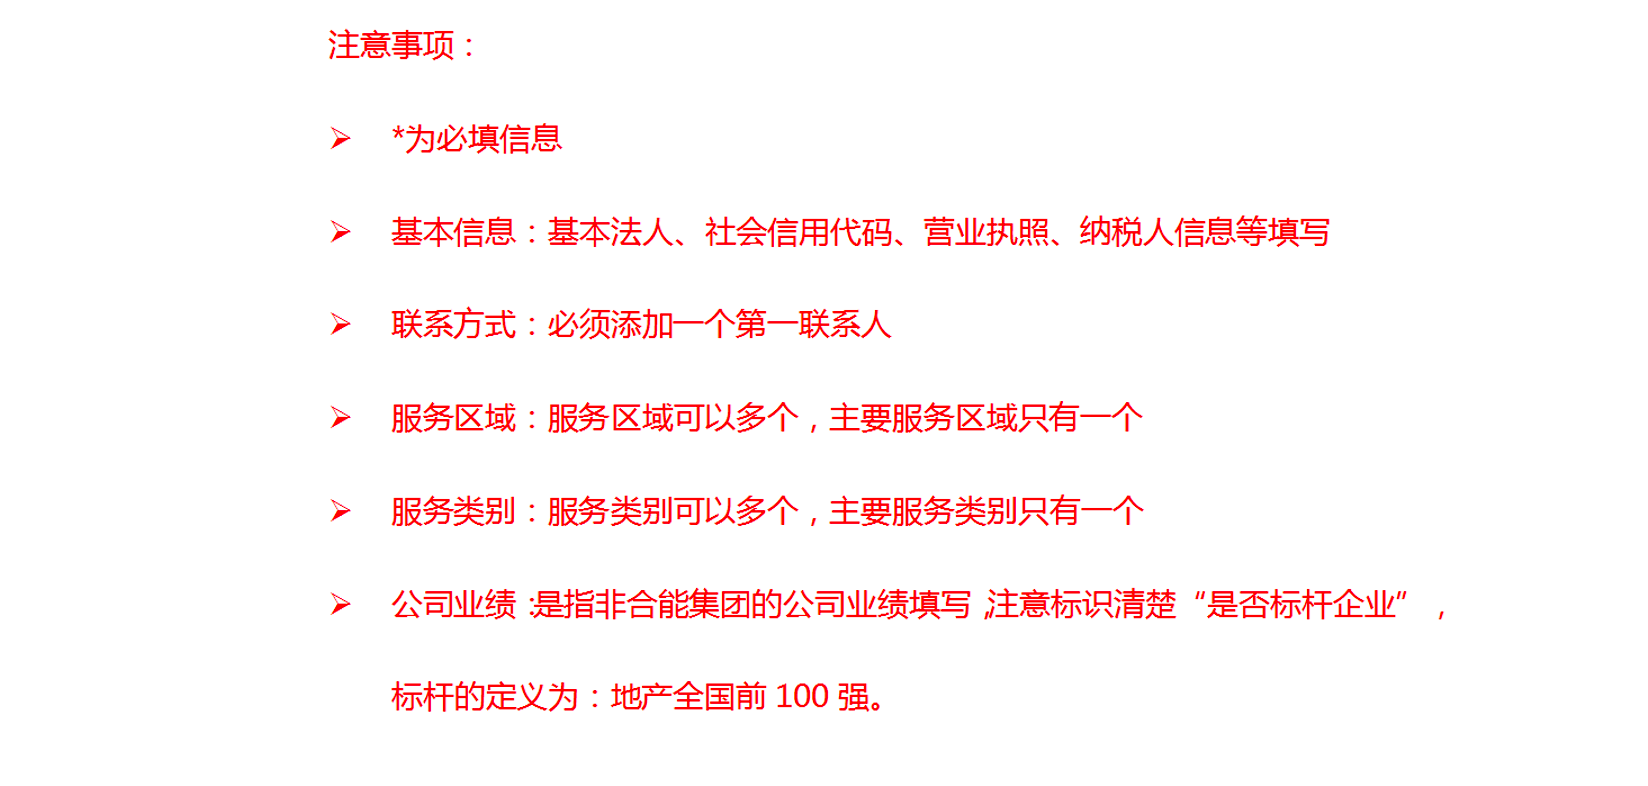 注意事项：
➢ *为必填信息
➢ 基本信息：基本法人、社会信用代码、营业执照、纳税人信息等填写
➢ 联系方式：必须添加一个第一联系人
➢ 服务区域：服务区域可以多个，主要服务区域只有一个
➢ 服务类别：服务类别可以多个，主要服务类别只有一个
➢ 公司业绩：是指非合能集团的公司业绩填写，注意标识清楚“是否标杆企业”，
标杆的定义为：地产全国前 100 强。